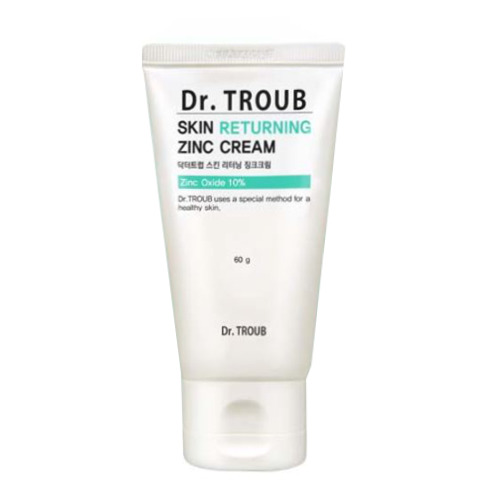 Dr. TROUB
SKIN RETURNING
ZINC CREAM
닥터트럽 스킨 리터닝 징크크림
Zinc Oxide 10%
Dr.TROUB uses a special method for a
healthy skin.
60 g
Dr. TROUB